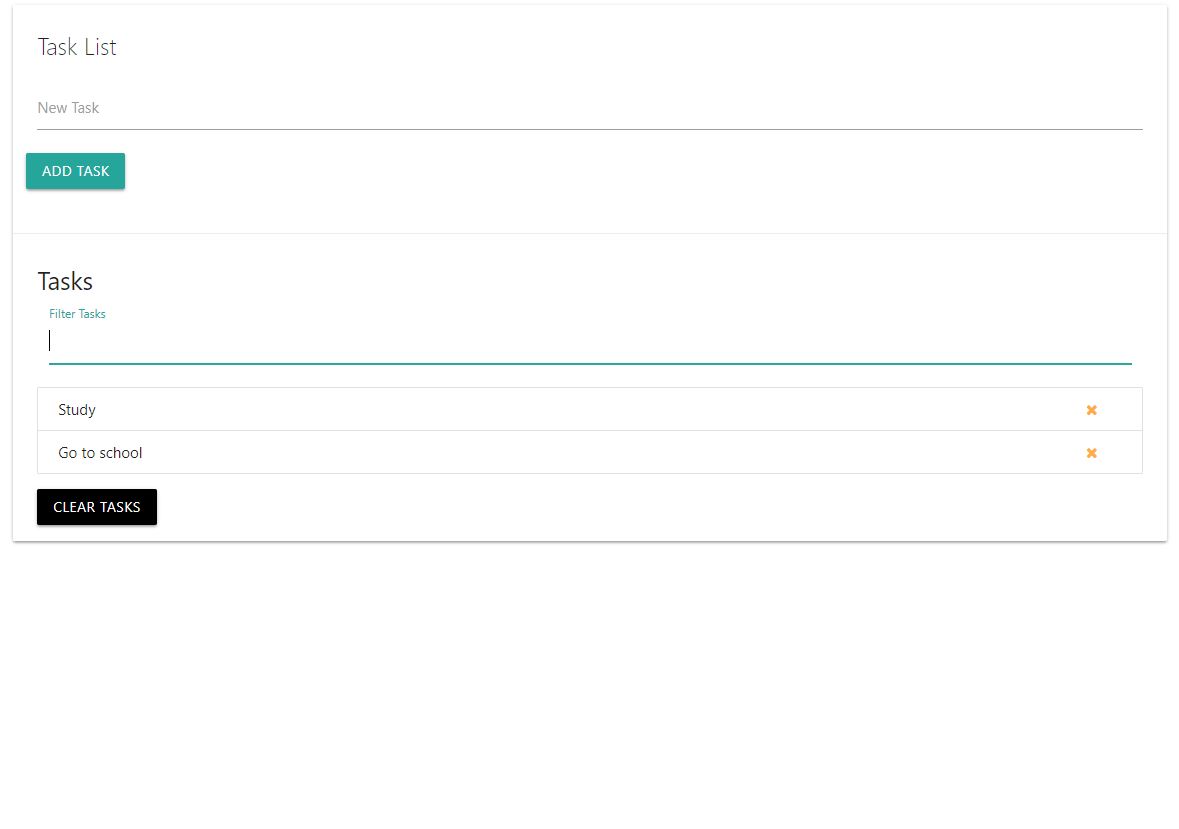 Task List
New Task
ADD TASK
Tasks
Filter Tasks
Study
Go to school
CLEAR TASKS